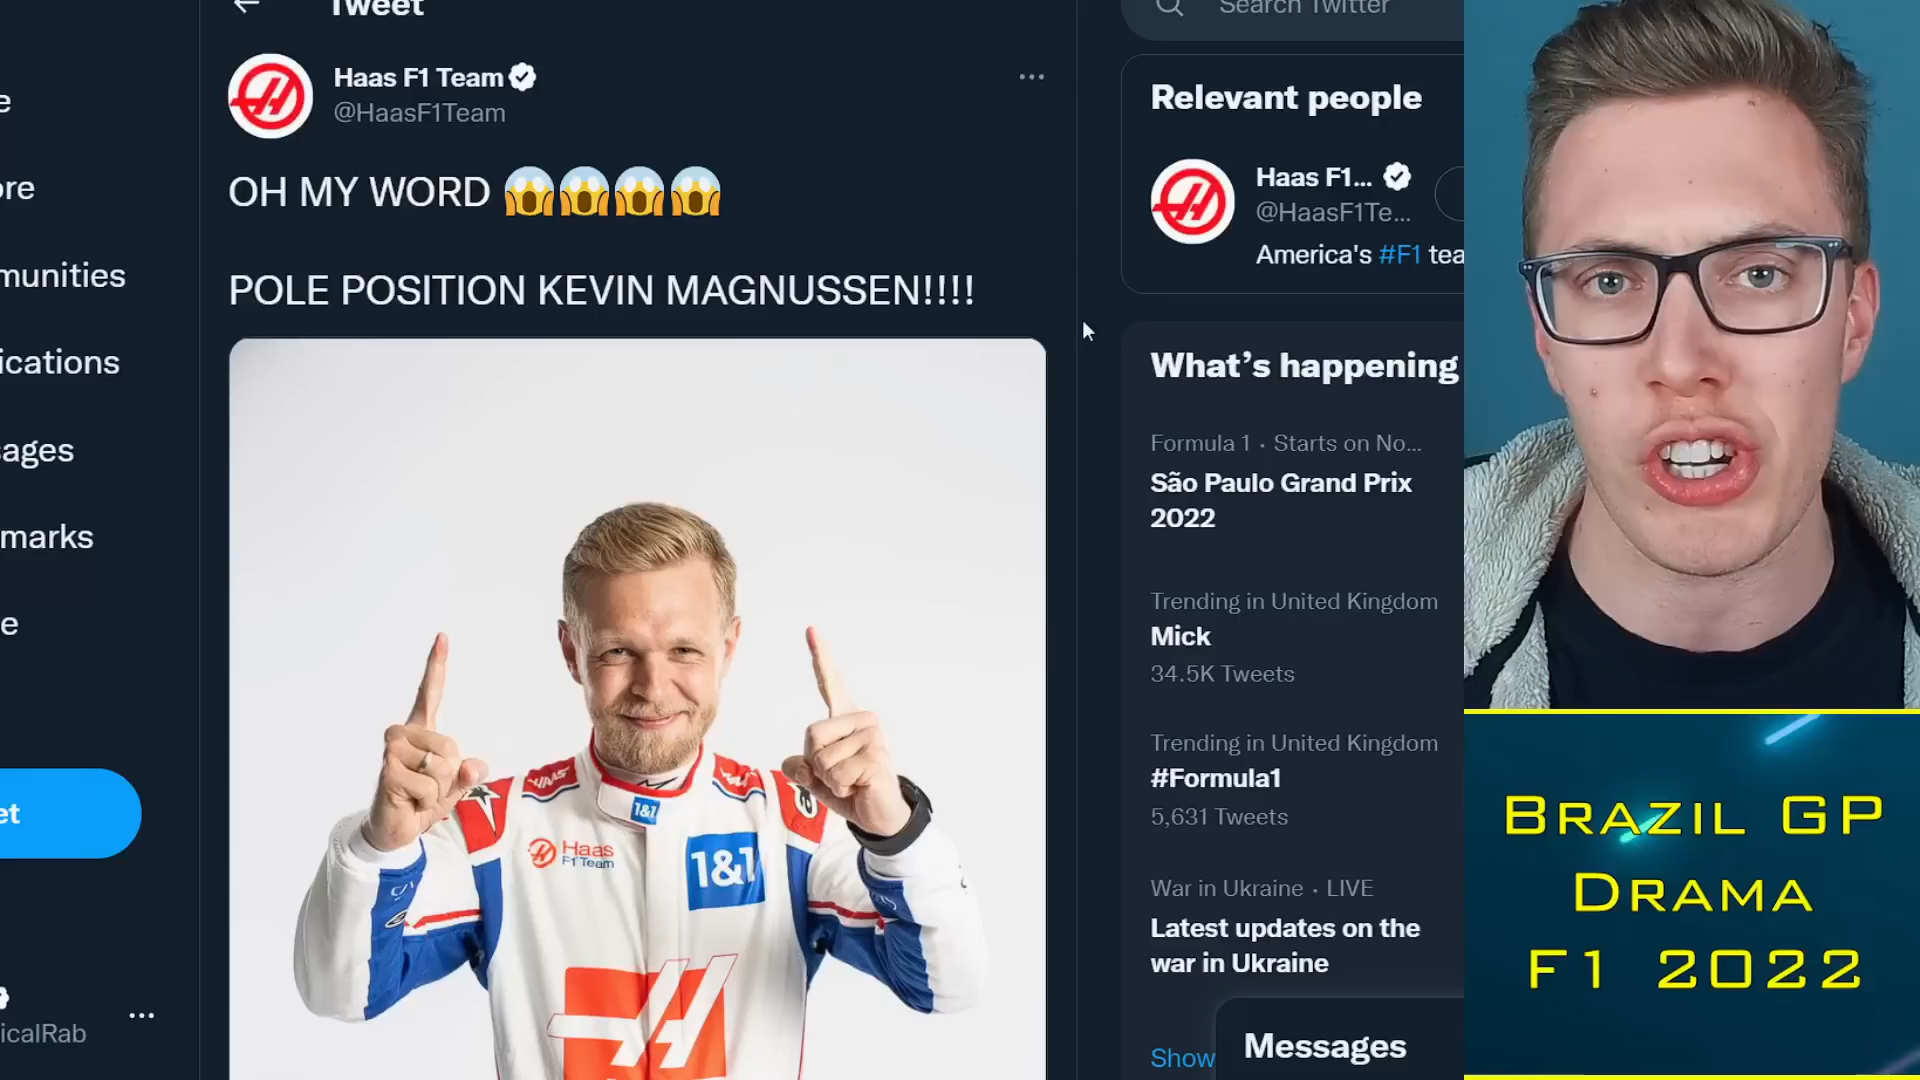 Tweet
Search Twitter
Haas F1 Team
@HaasF1Team
OH MY WORD 😱😱😱😱
POLE POSITION KEVIN MAGNUSSEN!!!!
Haas
F1 Team
1&1
1&1
Relevant people
Haas F1...
@HaasF1Te...
America's #F1 tea
What's happening
Formula 1 · Starts on No...
São Paulo Grand Prix
2022
Trending in United Kingdom
Mick
34.5K Tweets
Trending in United Kingdom
#Formula1
5,631 Tweets
War in Ukraine · LIVE
Latest updates on the
war in Ukraine
Show
Messages
e
ore
munities
ications
sages
marks
e
et
icalRab
BRAZIL GP
DRAMA
F1 2022